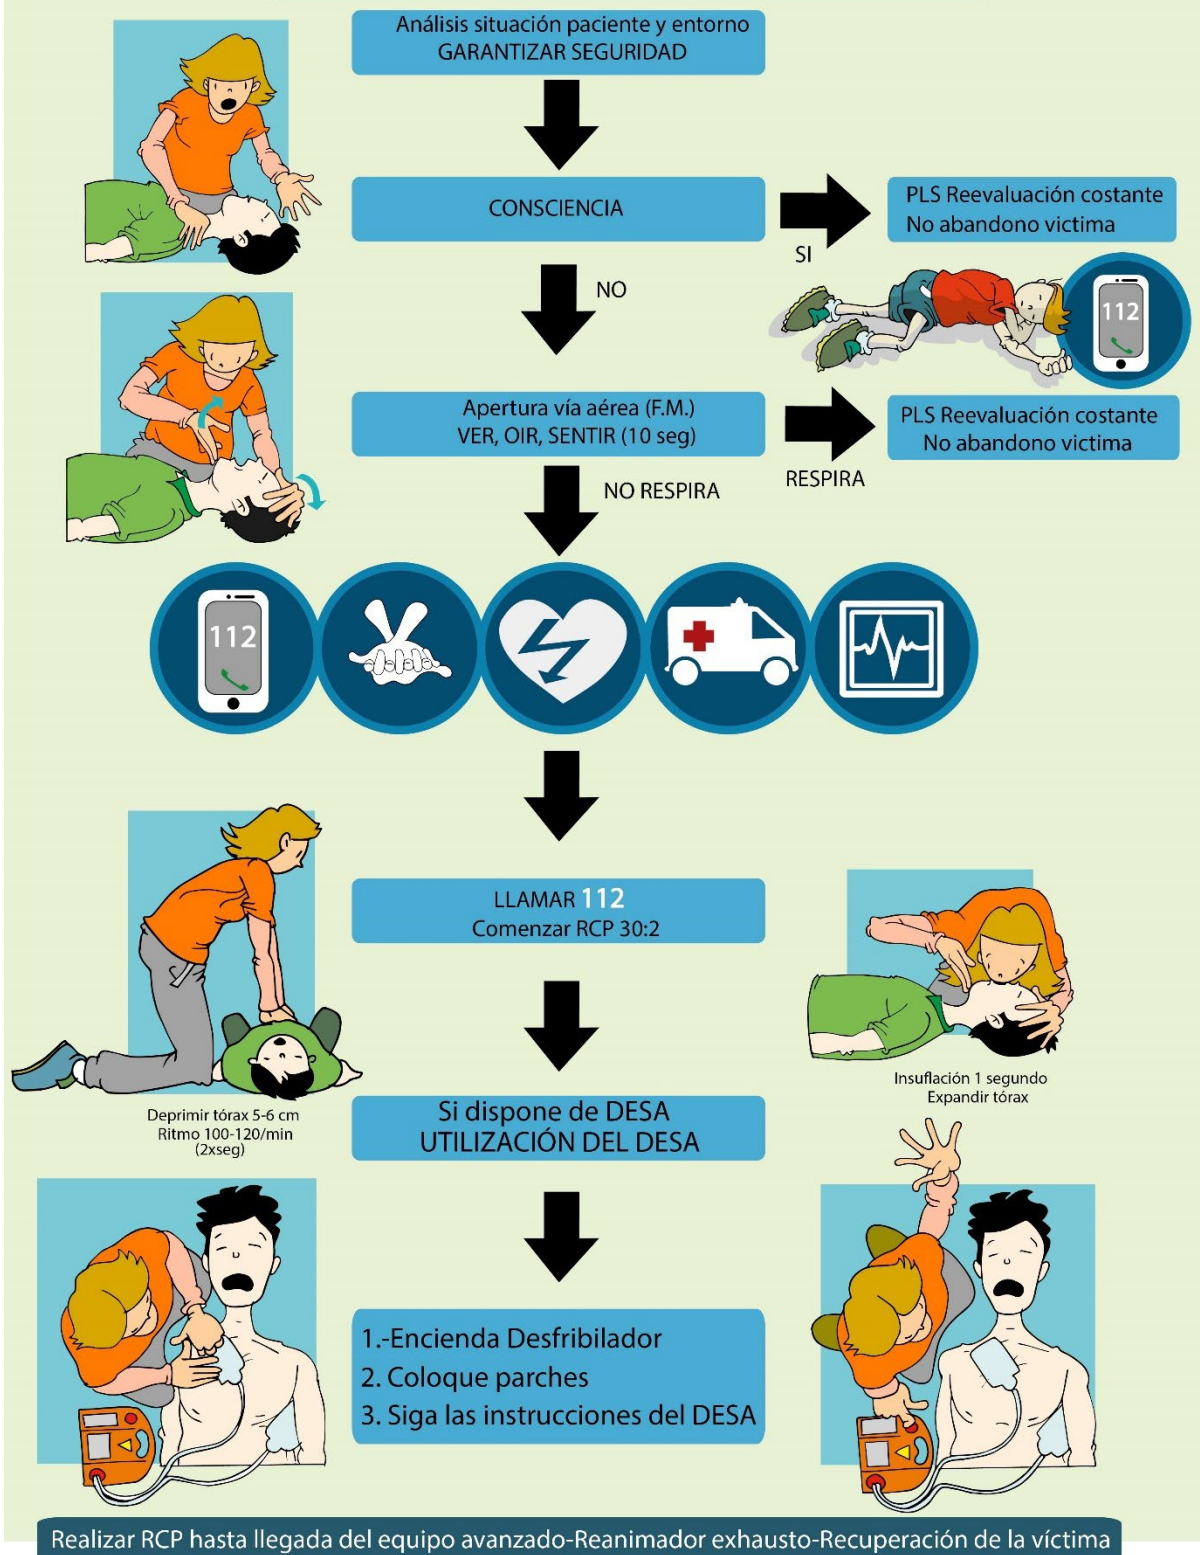 Análisis situación paciente y entorno
GARANTIZAR SEGURIDAD
CONSCIENCIA
SI
PLS Reevaluación costante
No abandono victima
NO
112
Apertura vía aérea (F.M.)
VER, OIR, SENTIR (10 seg)
RESPIRA
PLS Reevaluación costante
No abandono victima
NO RESPIRA
112
LLAMAR 112
Comenzar RCP 30:2
Deprimir tórax 5-6 cm
Ritmo 100-120/min
(2xseg)
Insuflación 1 segundo
Expandir tórax
Si dispone de DESA
UTILIZACIÓN DEL DESA
1.-Encienda Desfribilador
2. Coloque parches
3. Siga las instrucciones del DESA
Realizar RCP hasta llegada del equipo avanzado-Reanimador exhausto-Recuperación de la víctima